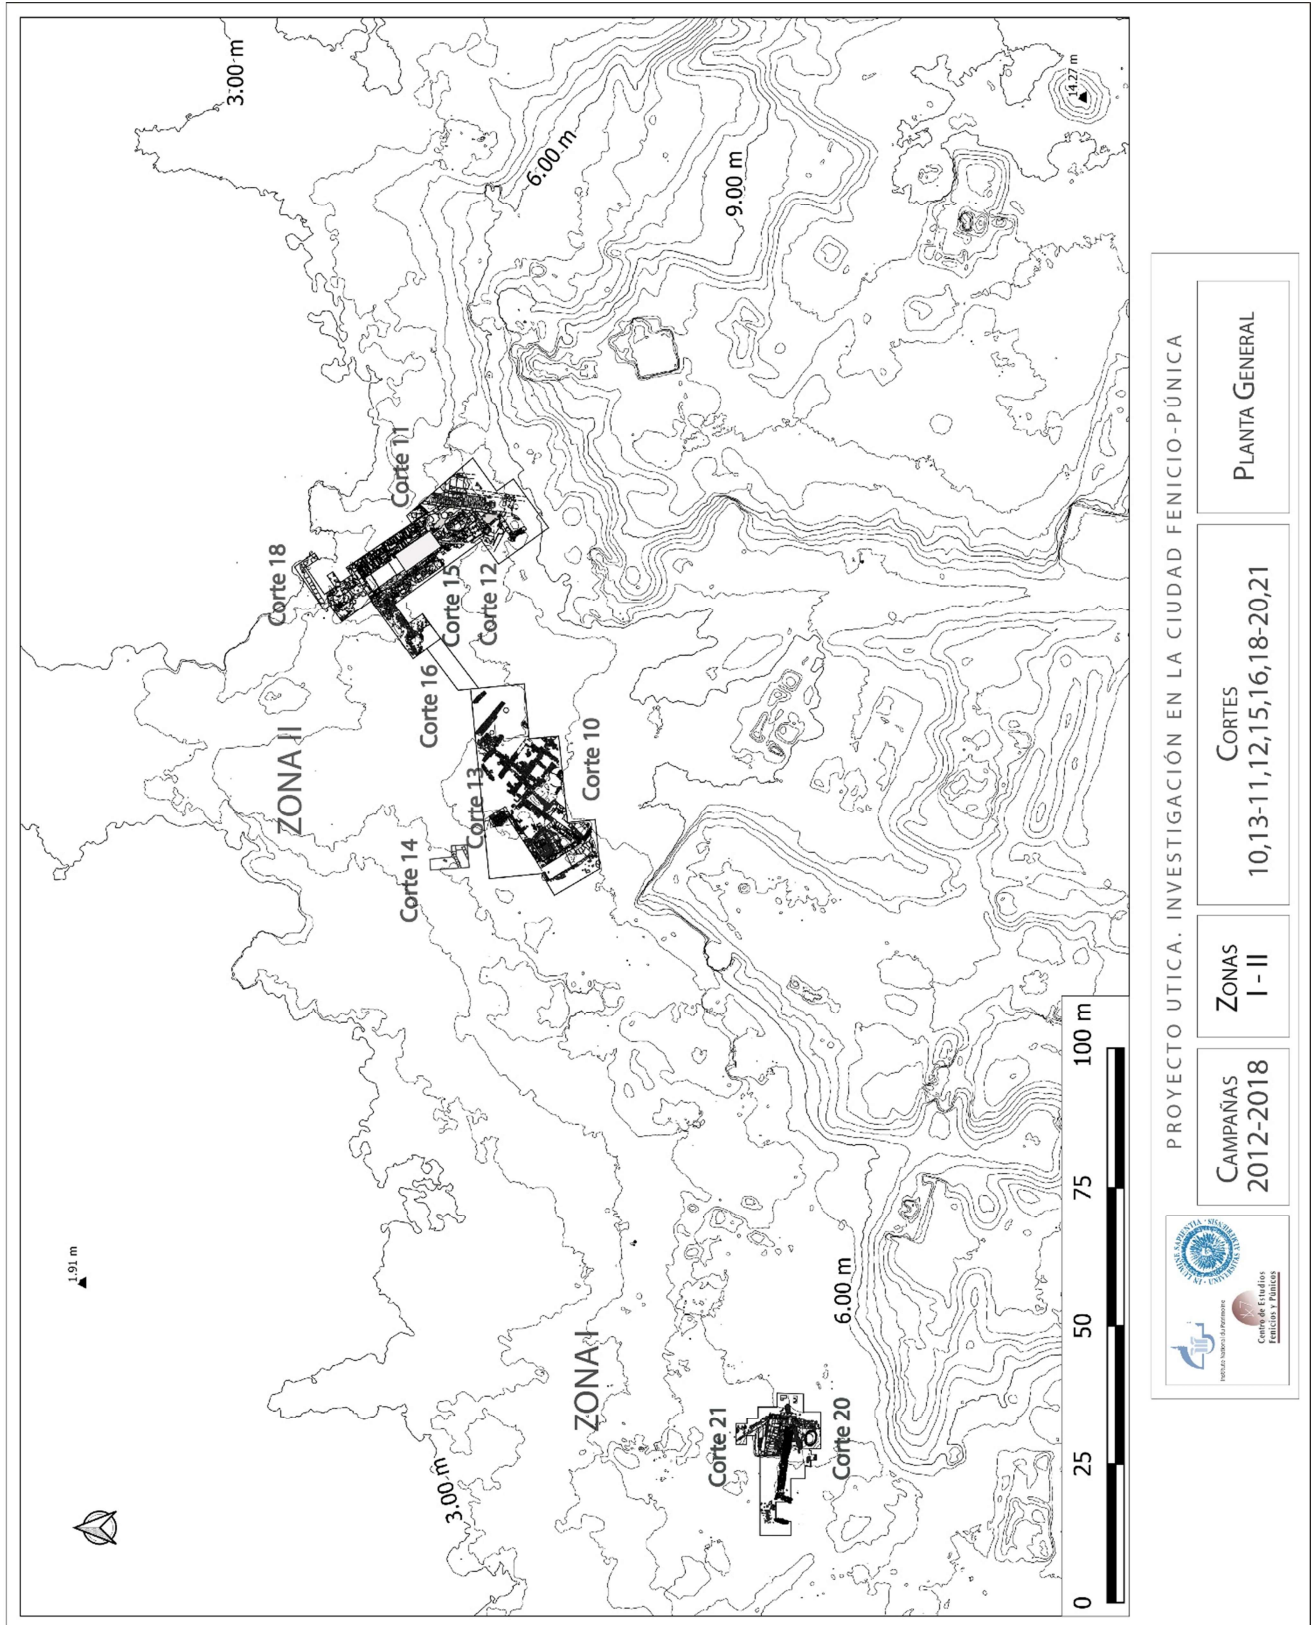 3.00 m
6.00 m
9.00 m
14.27 m
Corte 18
Corte 11
Corte 15
Corte 12
Corte 16
ZONA II
Corte 13
Corte 14
Corte 10
1.91 m
ZONA I
3.00 m
Corte 21
Corte 20
6.00 m
0 25 50 75 100 m
PROYECTO UTICA. INVESTIGACIÓN EN LA CIUDAD FENICIO-PÚNICA
CAMPAÑAS
2012-2018
ZONAS
I - II
CORTES
10,13-11,12,15,16,18-20,21
PLANTA GENERAL
Centro de Estudios
Fenicios y Púnicos